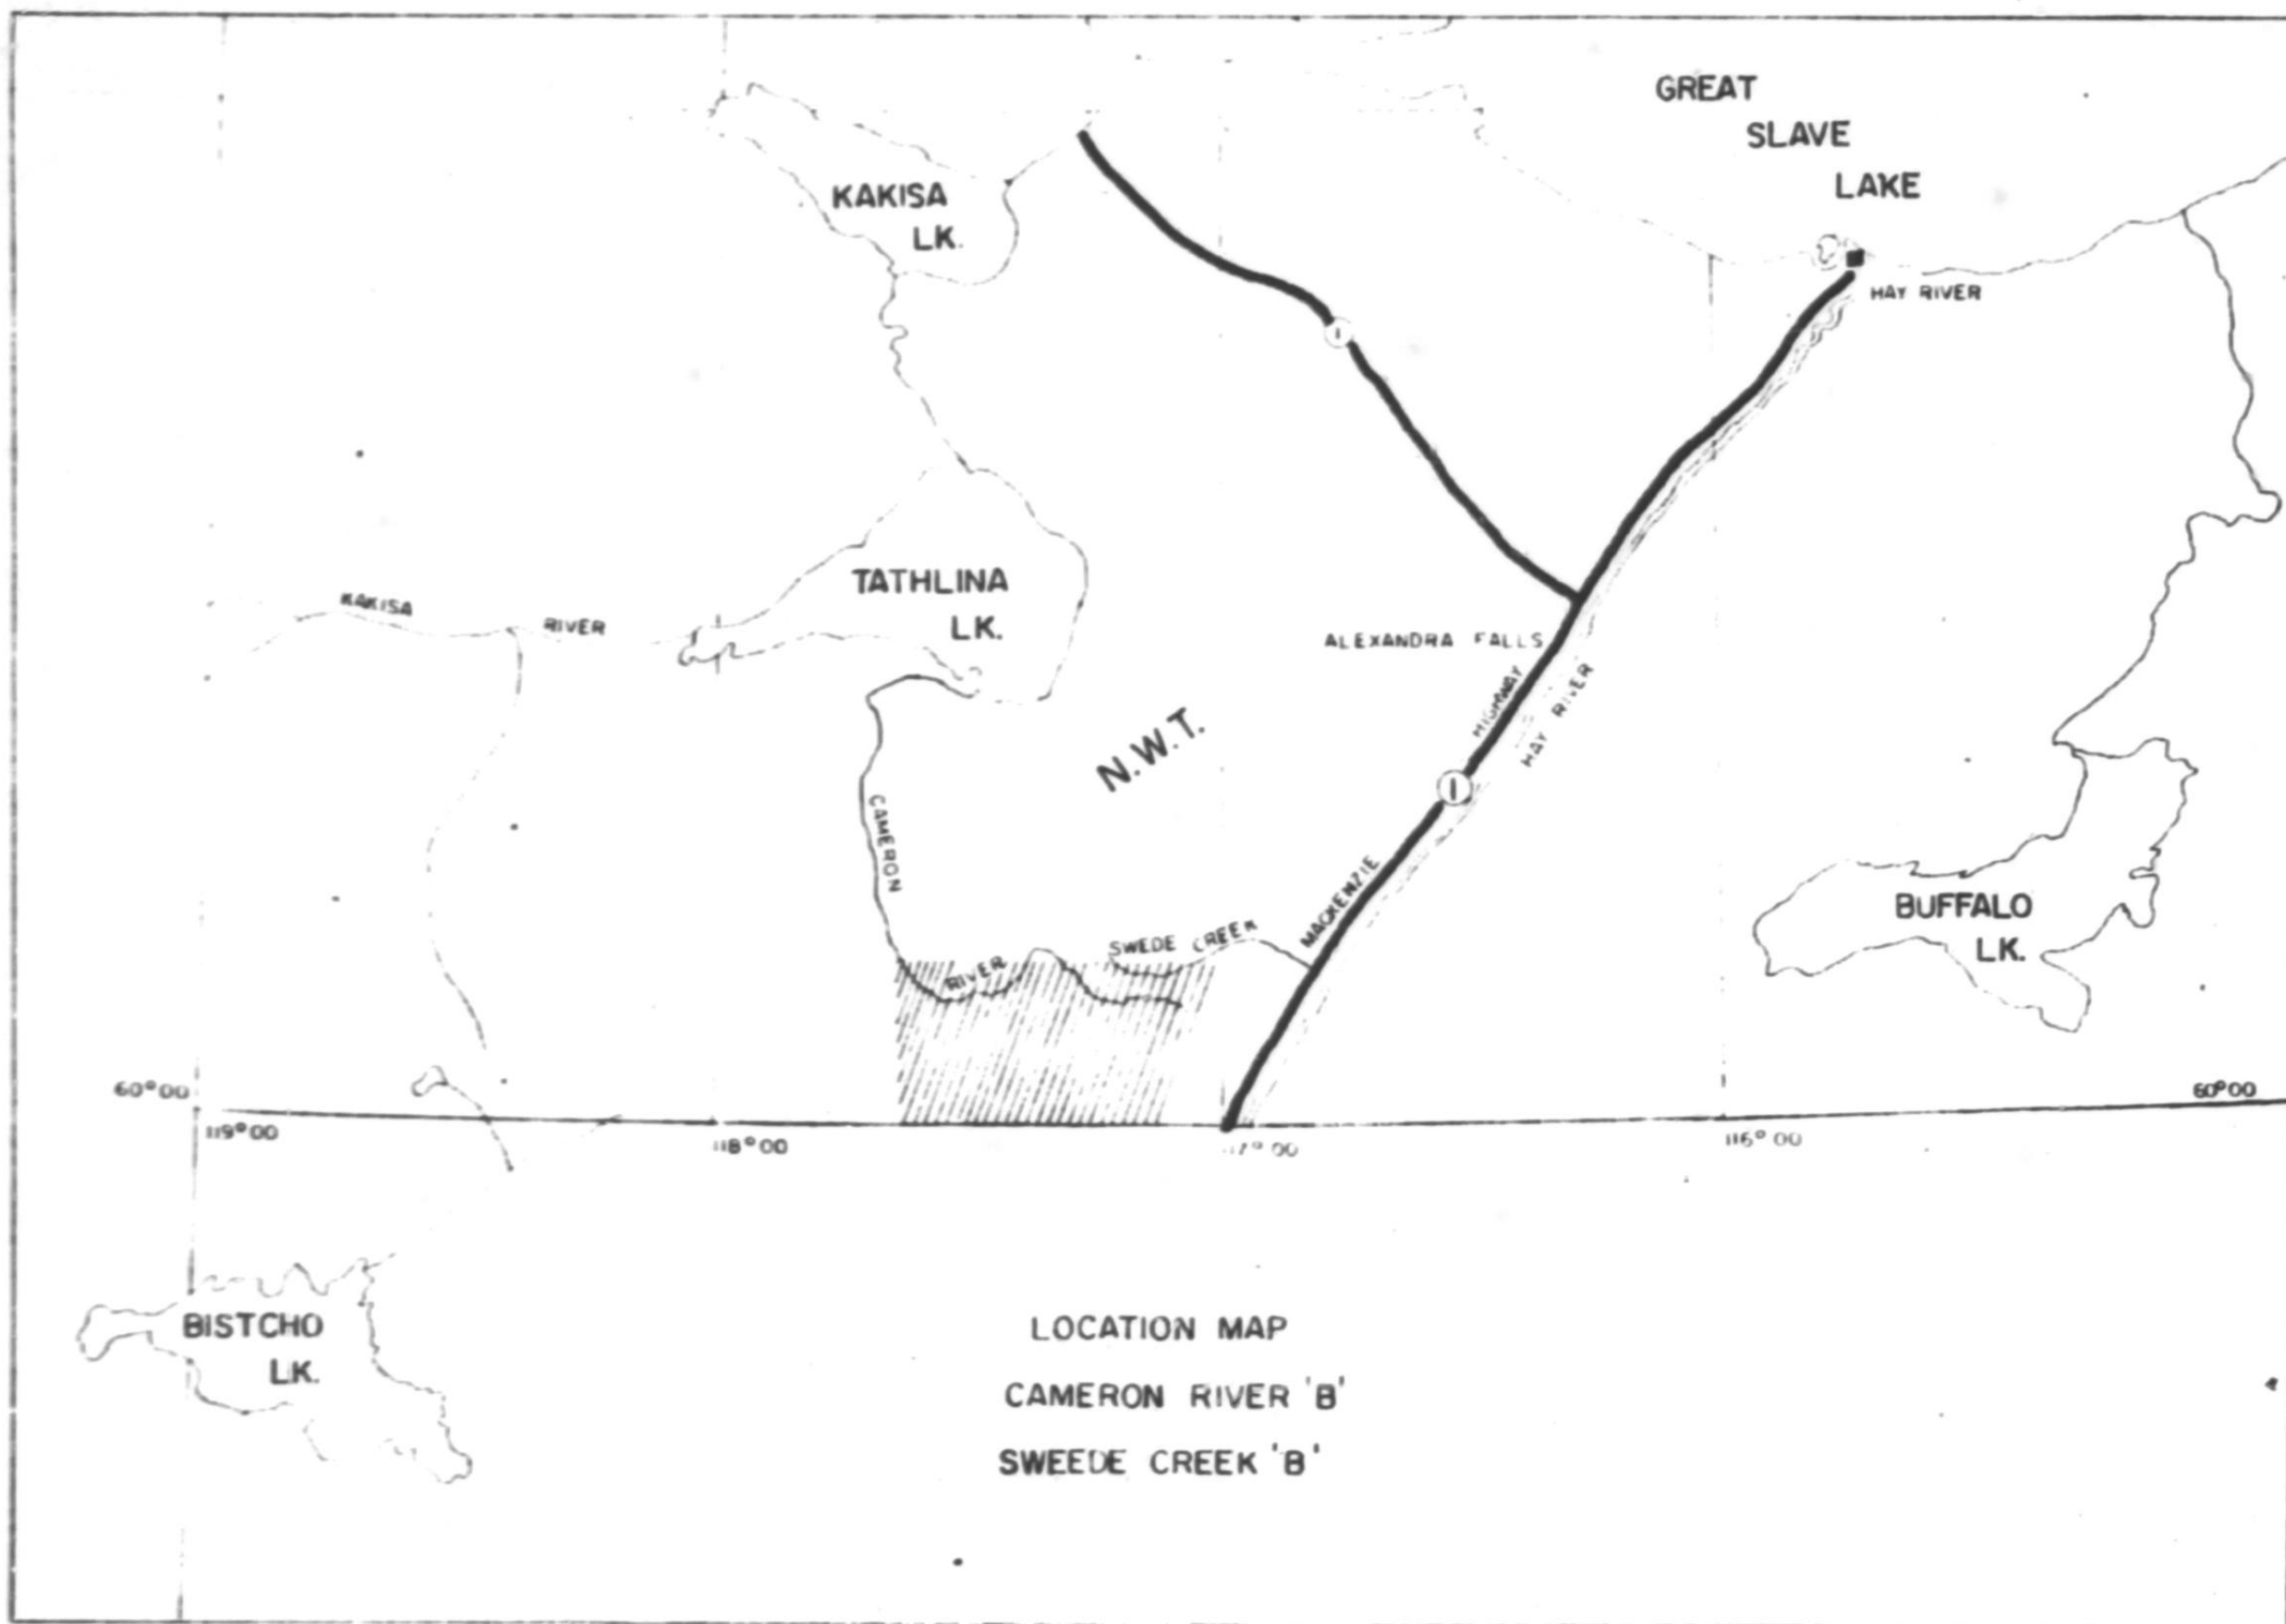 GREAT
SLAVE
LAKE
KAKISA
LK.
HAY RIVER
1
TATHLINA
LK.
KAKISA
RIVER
ALEXANDRA FALLS
HIGHWAY
HAY RIVER
N.W.T.
1
CAMERON
MACKENZIE
BUFFALO
LK.
SWEDE CREEK
RIVER
60°00
60°00
119°00
118°00
117°00
116°00
BISTCHO
LK.
LOCATION MAP
CAMERON RIVER 'B'
SWEEDE CREEK 'B'